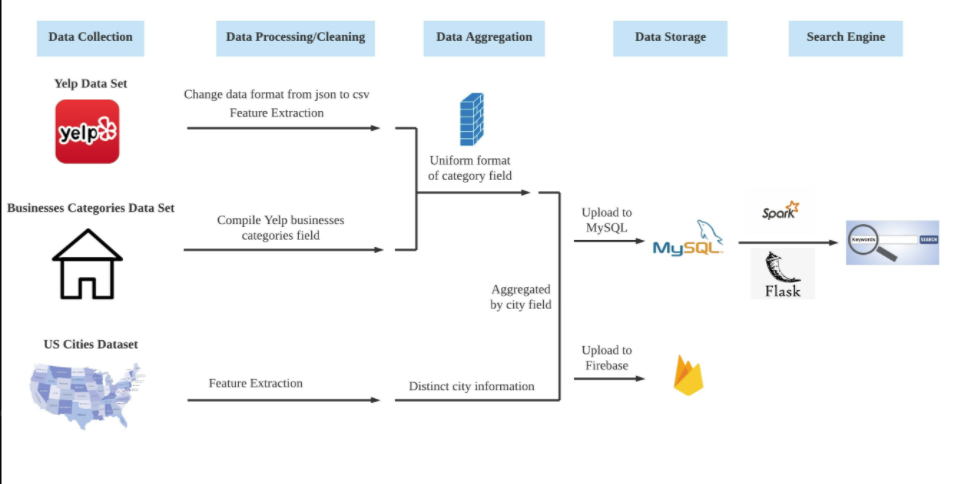 Data Collection
Data Processing/Cleaning
Data Aggregation
Data Storage
Search Engine
Yelp Data Set
yelp
Change data format from json to csv
Feature Extraction
Uniform format
of category field
Businesses Categories Data Set
Compile Yelp businesses
categories field
Upload to
MySQL
MySQL
Spark
Flask
Keywords
SEARCH
Aggregated
by city field
US Cities Dataset
Feature Extraction
Distinct city information
Upload to
Firebase